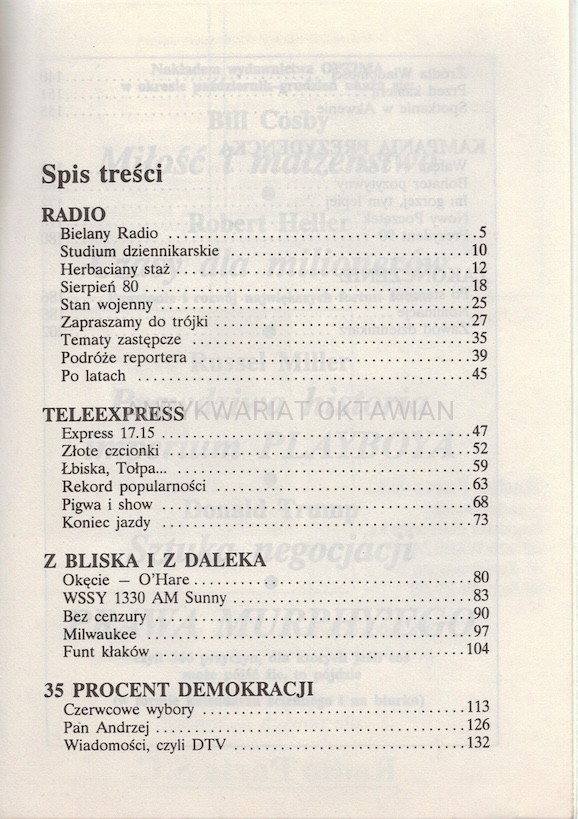 Spis treści
RADIO
Bielany Radio ........ 5
Studium dziennikarskie ........ 10
Herbaciany staż ........ 12
Sierpień 80 ........ 18
Stan wojenny ........ 25
Zapraszamy do trójki ........ 27
Tematy zastępcze ........ 35
Podróże reportera ........ 39
Po latach ........ 45
TELEEXPRESS
ANTYKWARIAT OKTAWIAN
Express 17.15 ........ 47
Złote czcionki ........ 52
Łbiska, Tołpa... ........ 59
Rekord popularności ........ 63
Pigwa i show ........ 68
Koniec jazdy ........ 73
Z BLISKA I Z DALEKA
Okęcie — O'Hare ........ 80
WSSY 1330 AM Sunny ........ 83
Bez cenzury ........ 90
Milwaukee ........ 97
Funt kłaków ........ 104
35 PROCENT DEMOKRACJI
Czerwcowe wybory ........ 113
Pan Andrzej ........ 126
Wiadomości, czyli DTV ........ 132